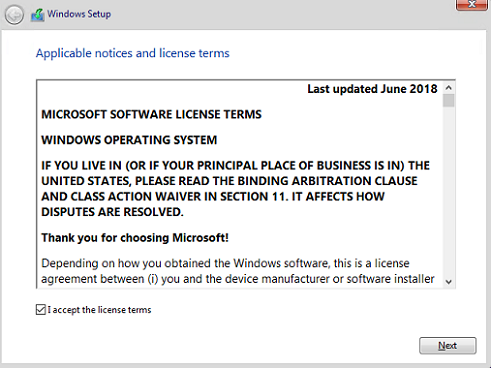 Windows Setup
Applicable notices and license terms
Last updated June 2018
MICROSOFT SOFTWARE LICENSE TERMS
WINDOWS OPERATING SYSTEM
IF YOU LIVE IN (OR IF YOUR PRINCIPAL PLACE OF BUSINESS IS IN) THE
UNITED STATES, PLEASE READ THE BINDING ARBITRATION CLAUSE
AND CLASS ACTION WAIVER IN SECTION 11. IT AFFECTS HOW
DISPUTES ARE RESOLVED.
Thank you for choosing Microsoft!
Depending on how you obtained the Windows software, this is a license
agreement between (i) you and the device manufacturer or software installer
I accept the license terms
Next